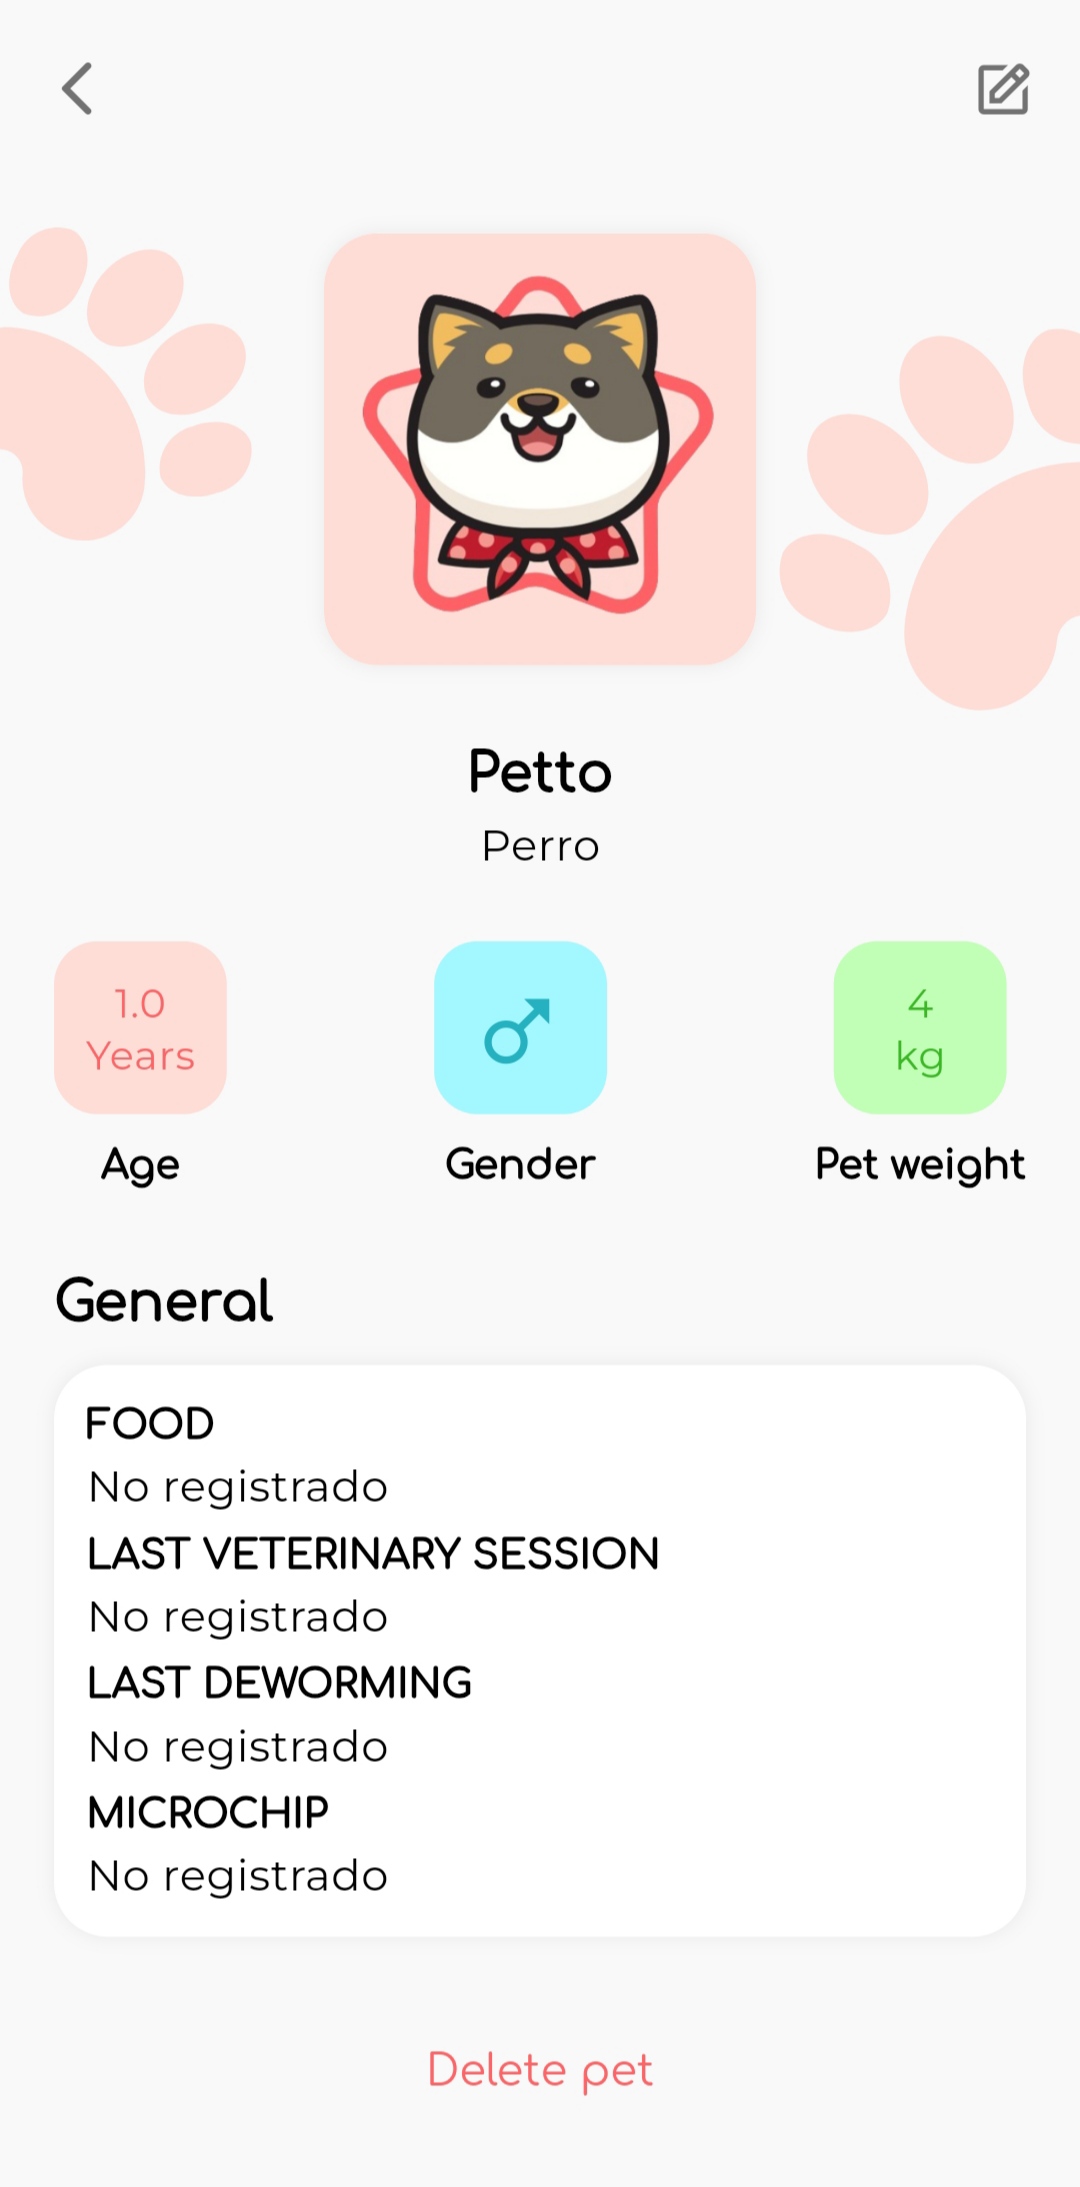 Petto
Perro
1.0
Years
Age
Gender
4
kg
Pet weight
General
FOOD
No registrado
LAST VETERINARY SESSION
No registrado
LAST DEWORMING
No registrado
MICROCHIP
No registrado
Delete pet